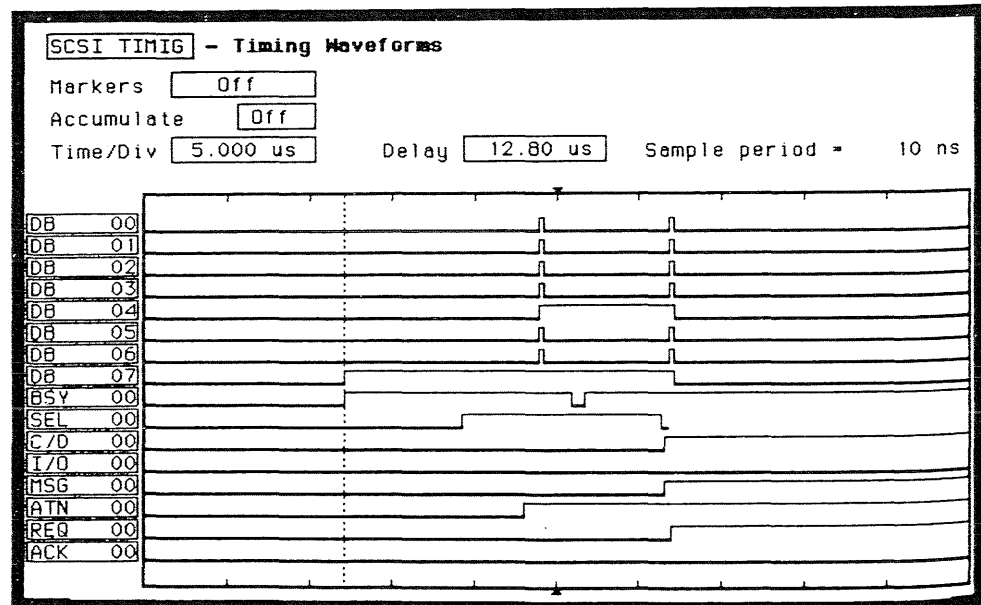 SCSI TIMIG - Timing Waveforms
Markers Off
Accumulate Off
Time/Div 5.000 us Delay 12.80 us Sample period = 10 ns
DB 00
DB 01
DB 02
DB 03
DB 04
DB 05
DB 06
DB 07
BSY 00
SEL 00
C/D 00
I/O 00
MSG 00
ATN 00
REQ 00
ACK 00